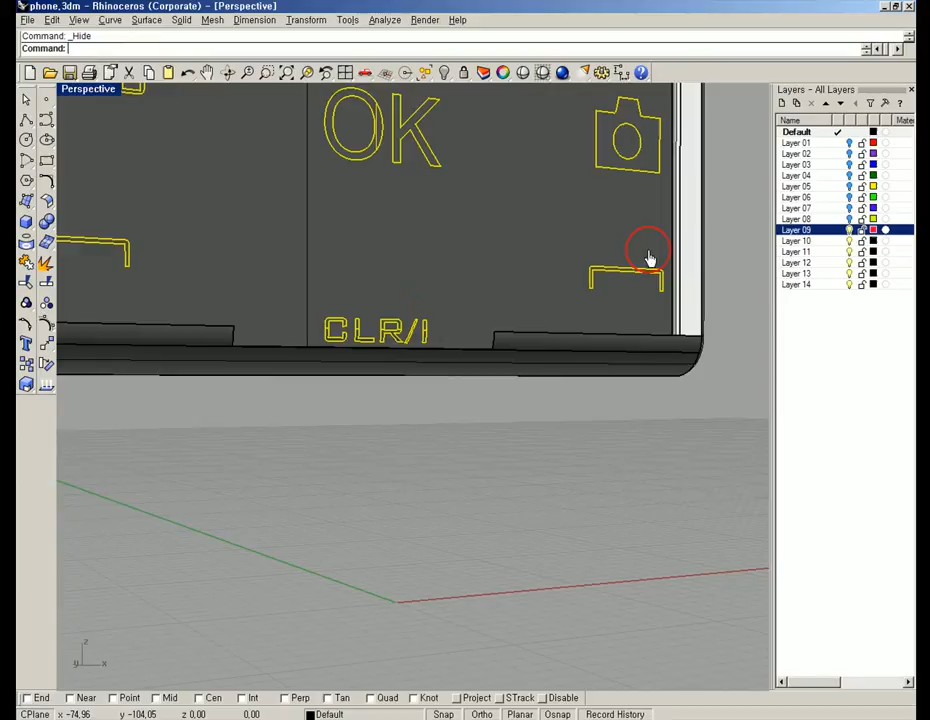 phone.3dm - Rhinoceros (Corporate) - [Perspective]
File Edit View Curve Surface Solid Mesh Dimension Transform Tools Analyze Render Help
Command: _Hide
Command:
Perspective
Layers - All Layers
Name Mater
Default
Layer 01
Layer 02
Layer 03
Layer 04
Layer 05
Layer 06
Layer 07
Layer 08
Layer 09
Layer 10
Layer 11
Layer 12
Layer 13
Layer 14
OK
CLR/I
z
y x
End Near Point Mid Cen Int Perp Tan Quad Knot Project STrack Disable
CPlane x -74,96 y -104,05 z 0,00 0,00 Default Snap Ortho Planar Osnap Record History